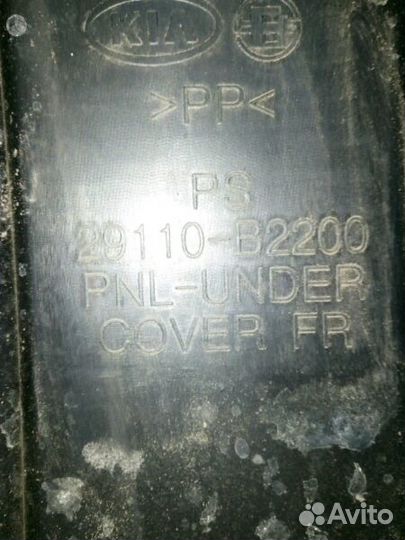 KIA
>PP<
PS
29110-B2200
PNL-UNDER
COVER FR
Avito